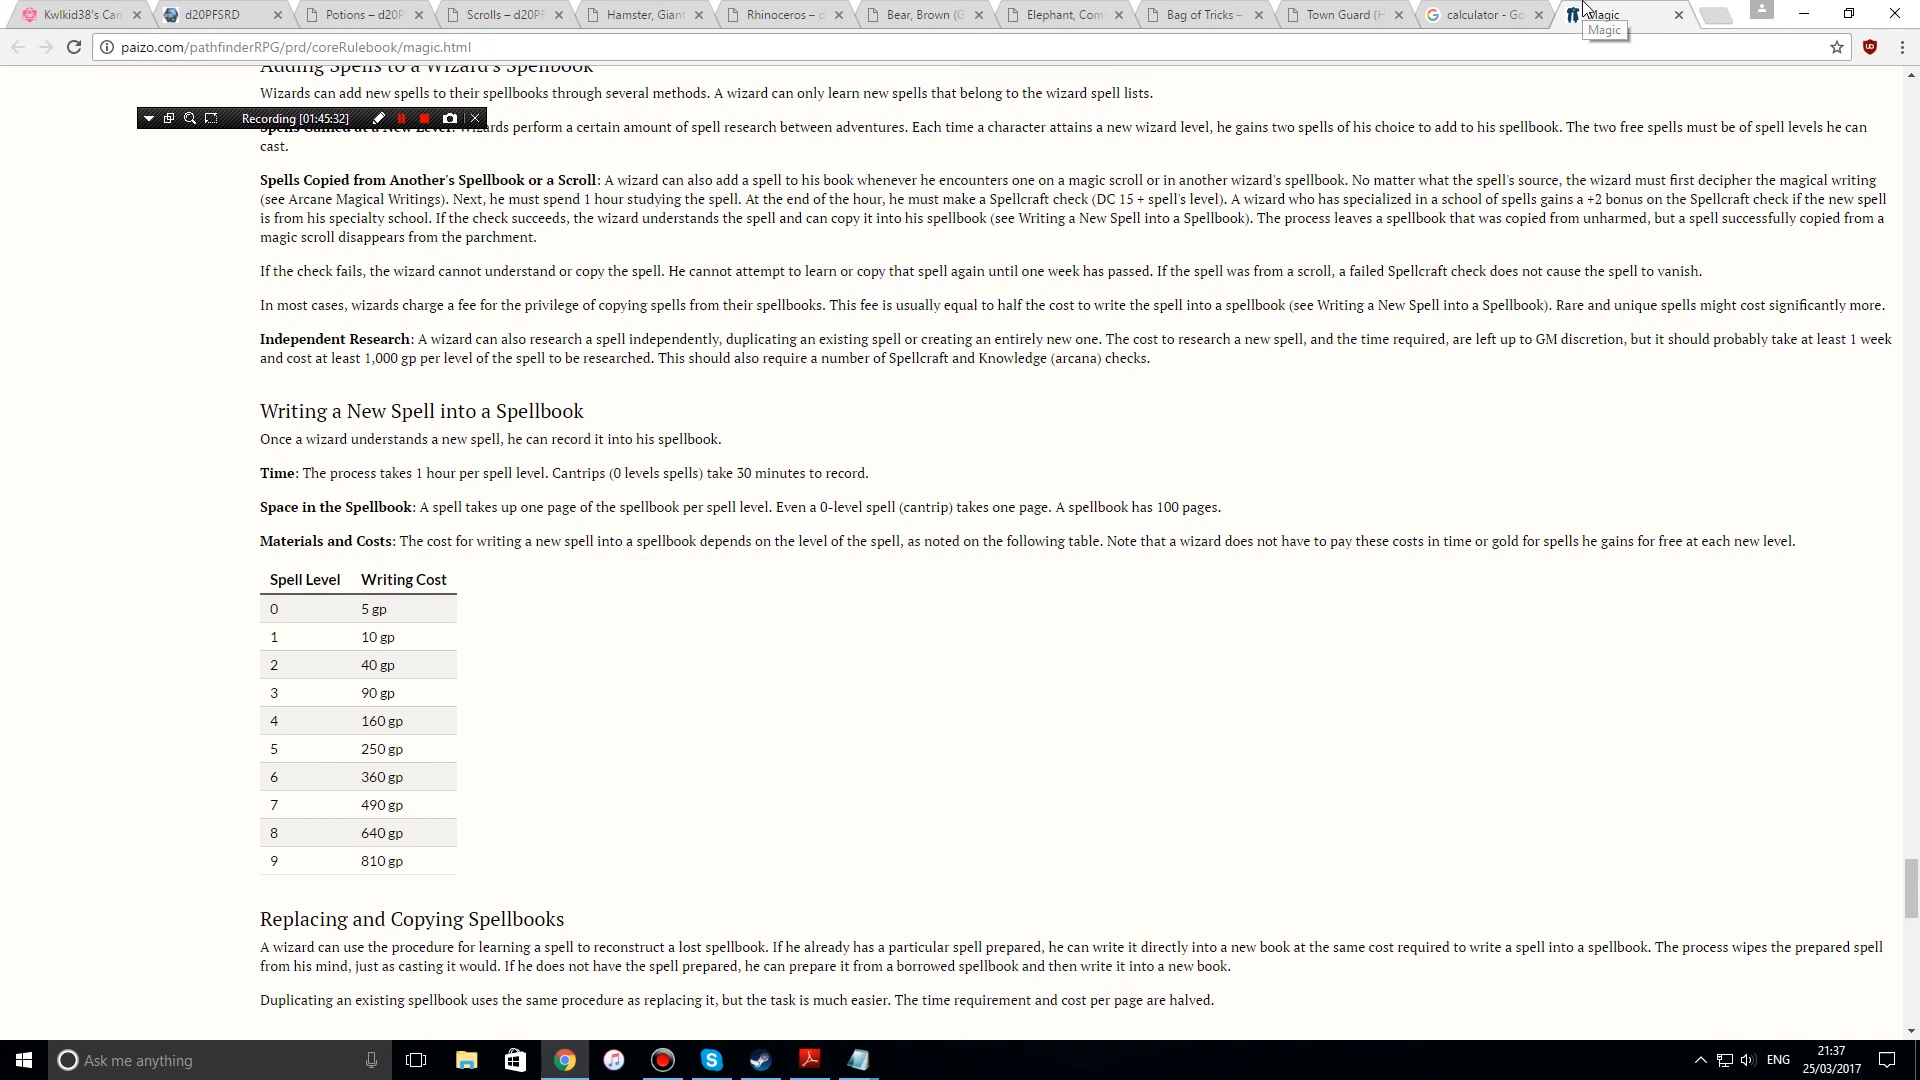 Kwlkid38's Cam
d20PFSRD
Potions – d20P
Scrolls – d20PF
Hamster, Giant
Rhinoceros – d
Bear, Brown (G
Elephant, Com
Bag of Tricks –
Town Guard (H
calculator - Go
Magic
Magic
paizo.com/pathfinderRPG/prd/coreRulebook/magic.html
Adding Spells to a Wizard's Spellbook
Wizards can add new spells to their spellbooks through several methods. A wizard can only learn new spells that belong to the wizard spell lists.
Recording [01:45:32]
Spells Gained at a New Level: Wizards perform a certain amount of spell research between adventures. Each time a character attains a new wizard level, he gains two spells of his choice to add to his spellbook. The two free spells must be of spell levels he can
cast.
Spells Copied from Another's Spellbook or a Scroll: A wizard can also add a spell to his book whenever he encounters one on a magic scroll or in another wizard's spellbook. No matter what the spell's source, the wizard must first decipher the magical writing
(see Arcane Magical Writings). Next, he must spend 1 hour studying the spell. At the end of the hour, he must make a Spellcraft check (DC 15 + spell's level). A wizard who has specialized in a school of spells gains a +2 bonus on the Spellcraft check if the new spell
is from his specialty school. If the check succeeds, the wizard understands the spell and can copy it into his spellbook (see Writing a New Spell into a Spellbook). The process leaves a spellbook that was copied from unharmed, but a spell successfully copied from a
magic scroll disappears from the parchment.
If the check fails, the wizard cannot understand or copy the spell. He cannot attempt to learn or copy that spell again until one week has passed. If the spell was from a scroll, a failed Spellcraft check does not cause the spell to vanish.
In most cases, wizards charge a fee for the privilege of copying spells from their spellbooks. This fee is usually equal to half the cost to write the spell into a spellbook (see Writing a New Spell into a Spellbook). Rare and unique spells might cost significantly more.
Independent Research: A wizard can also research a spell independently, duplicating an existing spell or creating an entirely new one. The cost to research a new spell, and the time required, are left up to GM discretion, but it should probably take at least 1 week
and cost at least 1,000 gp per level of the spell to be researched. This should also require a number of Spellcraft and Knowledge (arcana) checks.
Writing a New Spell into a Spellbook
Once a wizard understands a new spell, he can record it into his spellbook.
Time: The process takes 1 hour per spell level. Cantrips (0 levels spells) take 30 minutes to record.
Space in the Spellbook: A spell takes up one page of the spellbook per spell level. Even a 0-level spell (cantrip) takes one page. A spellbook has 100 pages.
Materials and Costs: The cost for writing a new spell into a spellbook depends on the level of the spell, as noted on the following table. Note that a wizard does not have to pay these costs in time or gold for spells he gains for free at each new level.
Spell Level Writing Cost
0 5 gp
1 10 gp
2 40 gp
3 90 gp
4 160 gp
5 250 gp
6 360 gp
7 490 gp
8 640 gp
9 810 gp
Replacing and Copying Spellbooks
A wizard can use the procedure for learning a spell to reconstruct a lost spellbook. If he already has a particular spell prepared, he can write it directly into a new book at the same cost required to write a spell into a spellbook. The process wipes the prepared spell
from his mind, just as casting it would. If he does not have the spell prepared, he can prepare it from a borrowed spellbook and then write it into a new book.
Duplicating an existing spellbook uses the same procedure as replacing it, but the task is much easier. The time requirement and cost per page are halved.
Ask me anything
ENG
21:37
25/03/2017